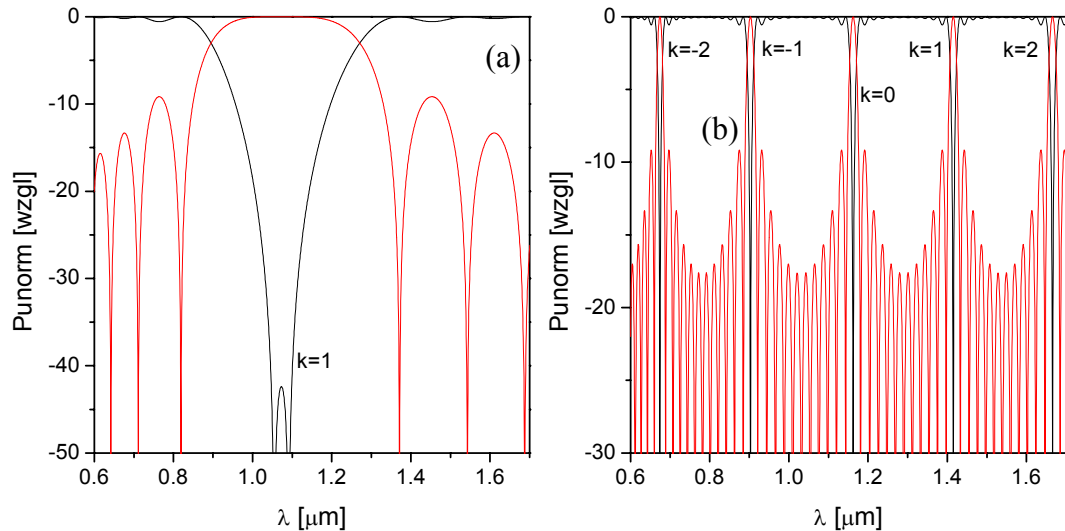 (a)
k=1
Punorm [wzgl]
0
-10
-20
-30
-40
-50
0.6 0.8 1.0 1.2 1.4 1.6
λ [μm]
(b)
k=-2 k=-1 k=0 k=1 k=2
Punorm [wzgl]
0
-10
-20
-30
0.6 0.8 1.0 1.2 1.4 1.6
λ [μm]